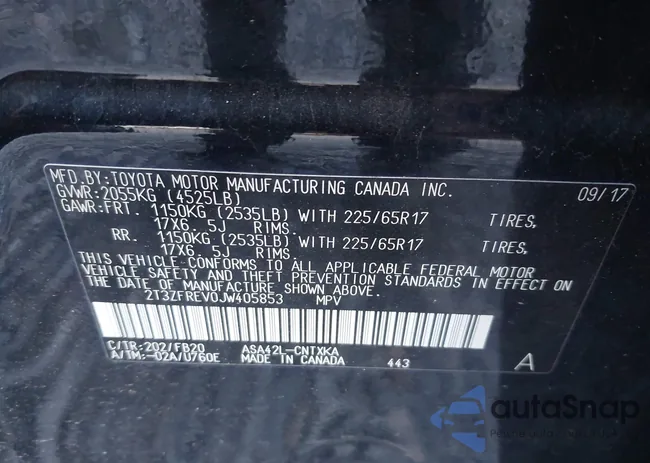 MFD.BY:TOYOTA MOTOR MANUFACTURING CANADA INC. 09/17
GVWR:2055KG (4525LB)
GAWR:FRT. 1150KG (2535LB) WITH 225/65R17 TIRES,
17X6. 5J RIMS.
RR. 1150KG (2535LB) WITH 225/65R17 TIRES,
17X6. 5J RIMS.
THIS VEHICLE CONFORMS TO ALL APPLICABLE FEDERAL MOTOR
VEHICLE SAFETY AND THEFT PREVENTION STANDARDS IN EFFECT ON
THE DATE OF MANUFACTURE SHOWN ABOVE.
2T3ZFREV0JW405853 MPV
C/TR:202/FB20 ASA42L-CNTXKA
A/TM:-02A/U760E MADE IN CANADA 443 A
autoSnap